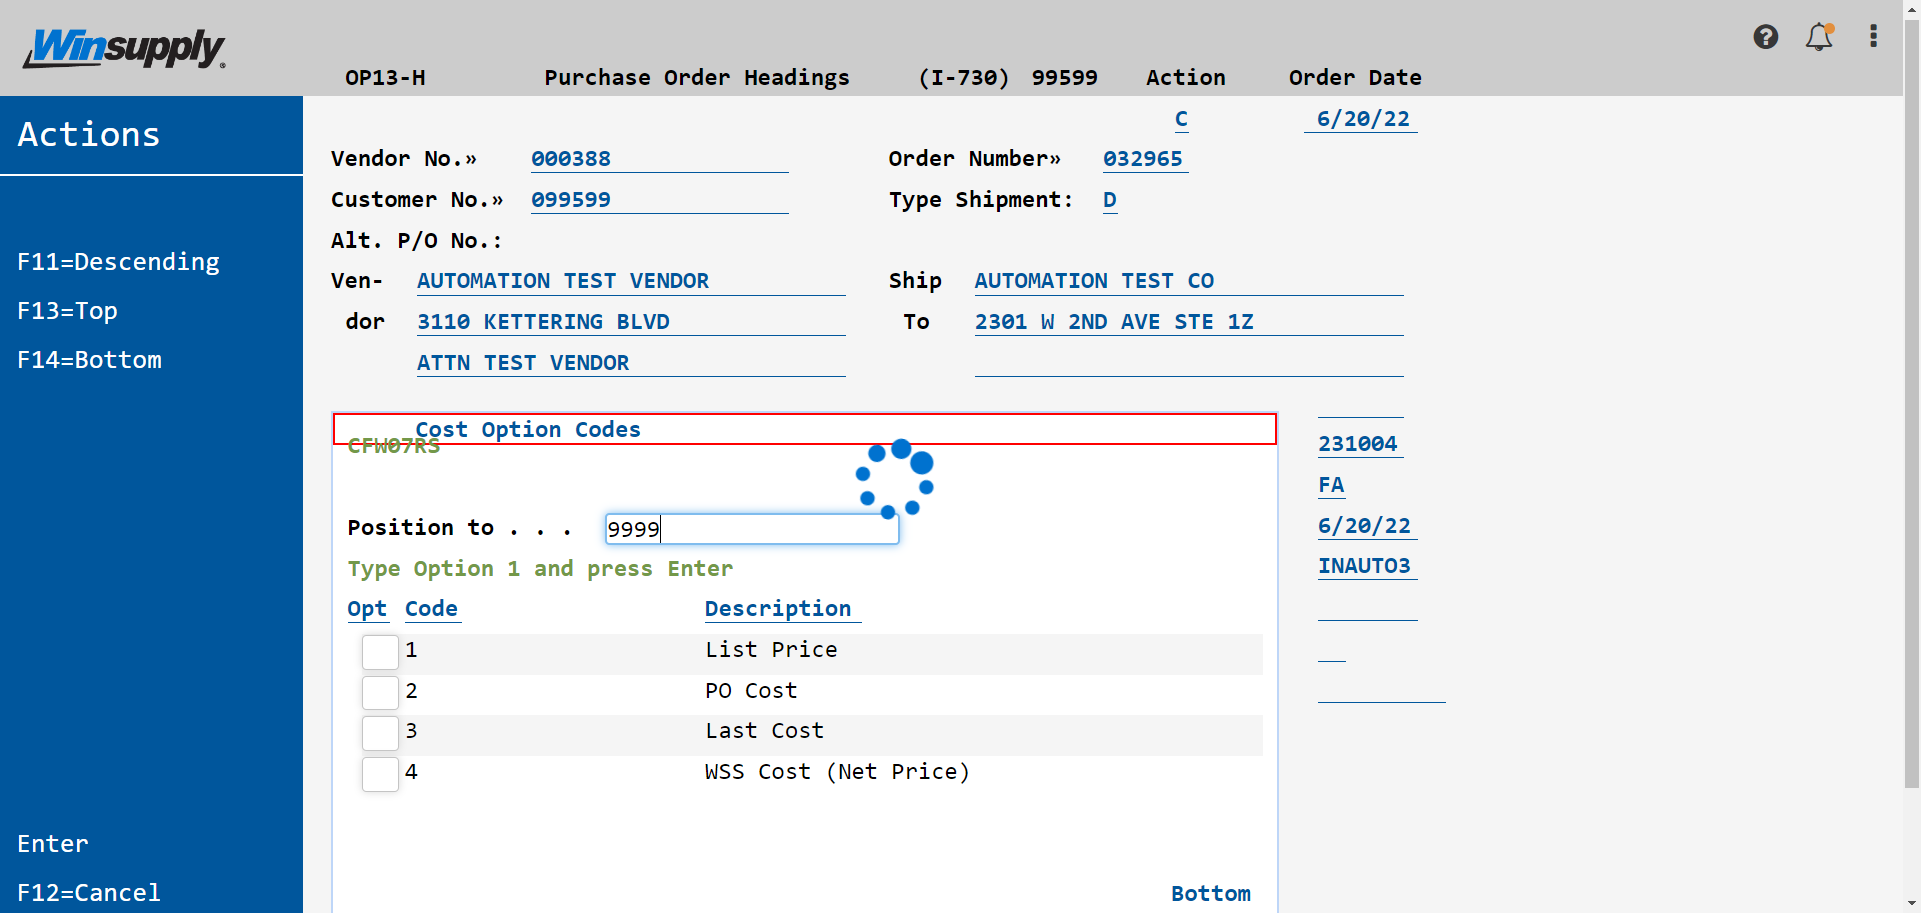 Winsupply
OP13-H Purchase Order Headings (I-730) 99599 Action Order Date
C 6/20/22
Actions
Vendor No.» 000388 Order Number» 032965
Customer No.» 099599 Type Shipment: D
Alt. P/O No.:
F11=Descending
Ven- AUTOMATION TEST VENDOR Ship AUTOMATION TEST CO
F13=Top
dor 3110 KETTERING BLVD To 2301 W 2ND AVE STE 1Z
F14=Bottom
ATTN TEST VENDOR
Cost Option Codes
CFW07RS
231004
FA
Position to . . . 9999
6/20/22
Type Option 1 and press Enter
INAUTO3
Opt Code Description
1 List Price
2 PO Cost
3 Last Cost
4 WSS Cost (Net Price)
Enter
F12=Cancel
Bottom